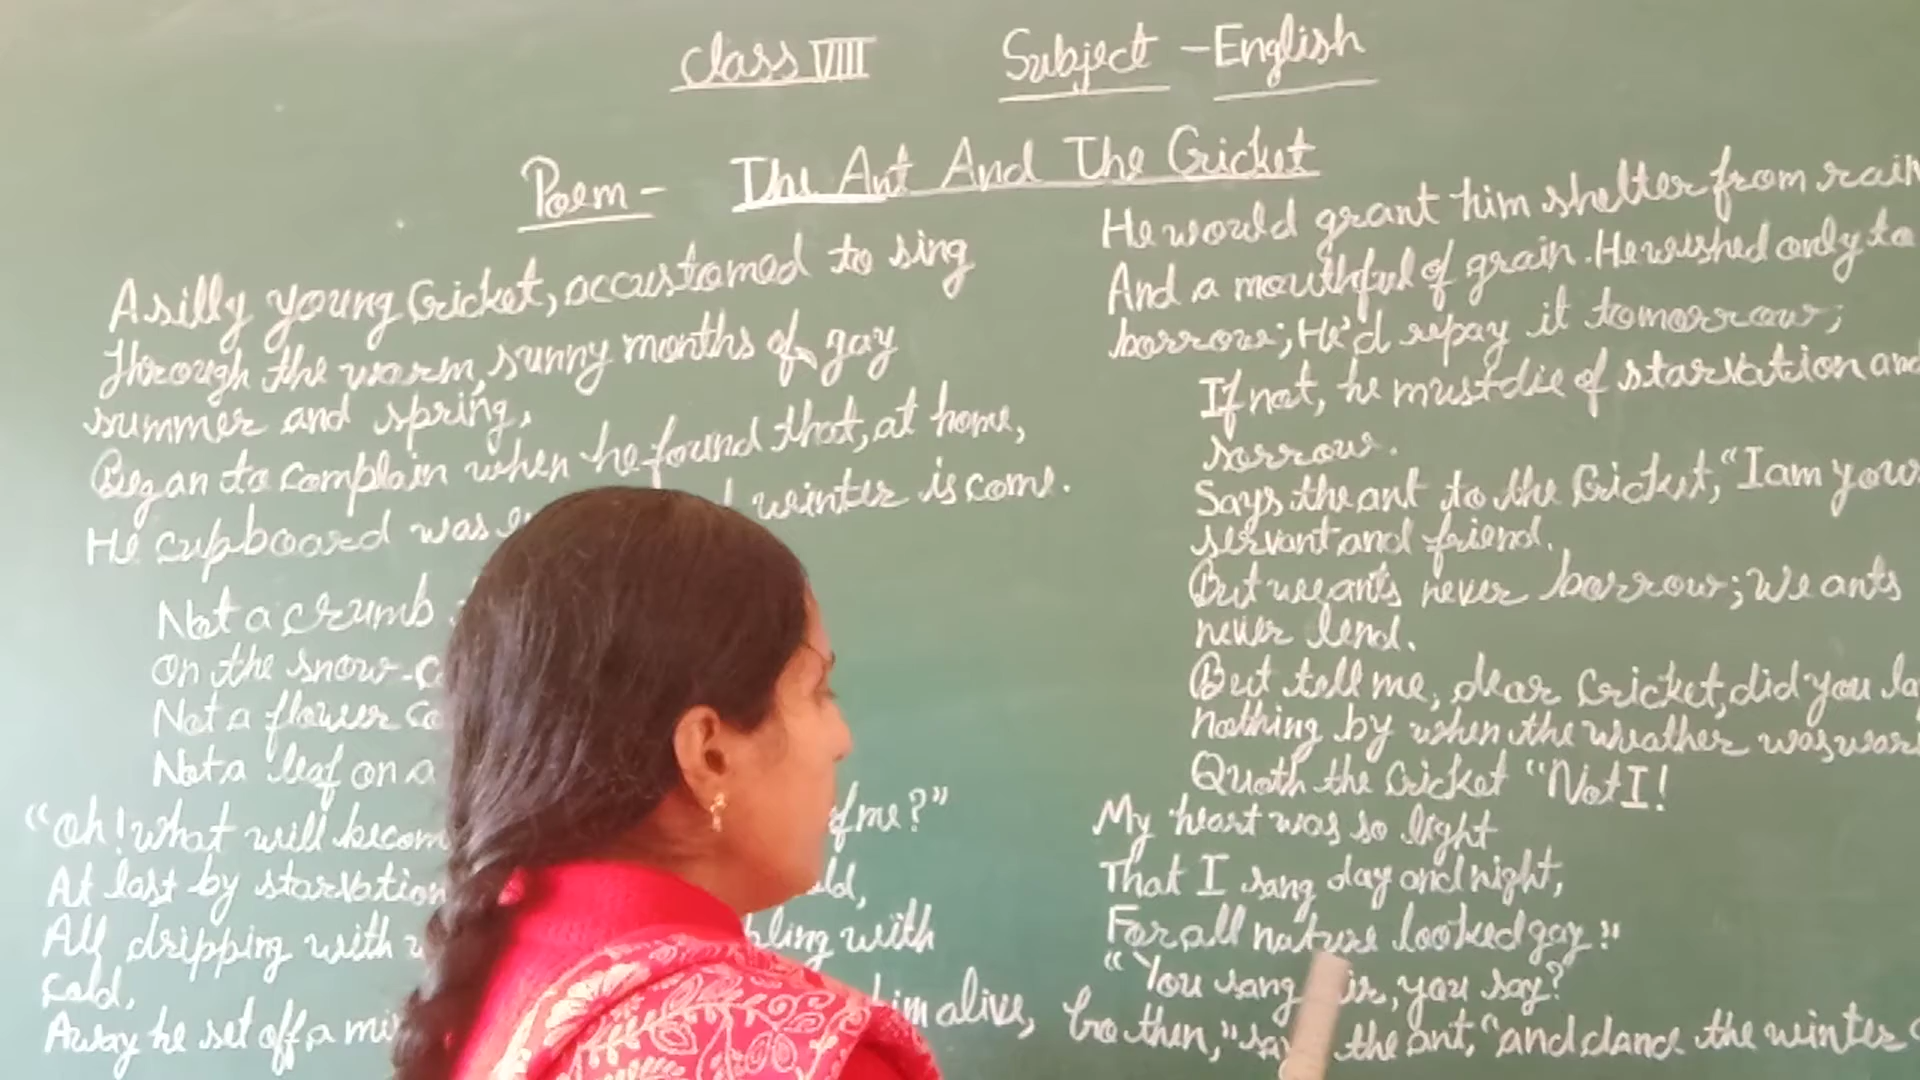 Class VIII Subject - English
Poem - The Ant And The Cricket
A silly young Cricket, accustomed to sing
through the warm, sunny months of gay
summer and spring,
Began to complain when he found that, at home,
He cupboard was winter is come.
Not a crumb
On the snow-c
Not a flower co
Not a leaf on a
"Oh! what will becom of me?"
At last by starvation ld,
All dripping with w bling with
cold,
Away he set off a mi im alive,
He would grant him shelter from rain
And a mouthful of grain. He wished only to
borrow; He'd repay it tomorrow;
If not, he must die of starvation and
sorrow.
Says the ant to the Cricket, "I am your
servant and friend.
But we ants never borrow; We ants
never lend.
But tell me, dear Cricket, did you la
nothing by when the weather was war
Quoth the Cricket "Not I!
My heart was so light
That I sang day and night,
For all nature looked gay."
"You sang ir, you say?
Go then," say the ant, "and dance the winter